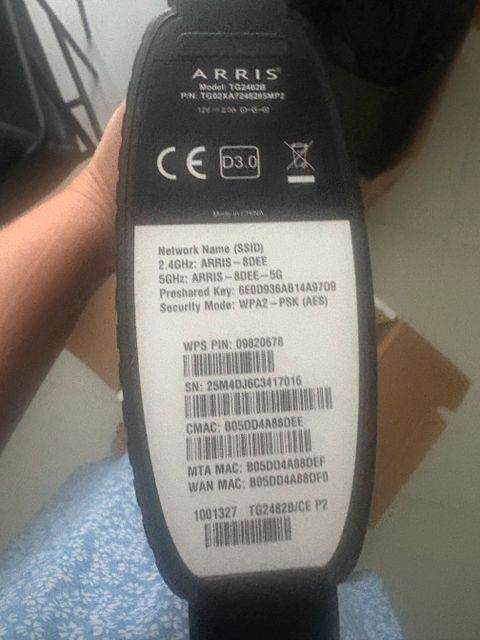 ARRIS
Model: TG2482B
P/N: TG02XA7248285MP2
12V 2.0A
CE D3.0
Made in CHINA
Network Name (SSID)
2.4GHz: ARRIS-8DEE
5GHz: ARRIS-8DEE-5G
Preshared Key: 6E0D936AB14A97D9
Security Mode: WPA2-PSK (AES)
WPS PIN: 09820678
SN: 25M4DJ6C3417016
CMAC: B05DD4A88DEE
MTA MAC: B05DD4A88DEF
WAN MAC: B05DD4A88DF0
1001327 TG2482B/CE P2